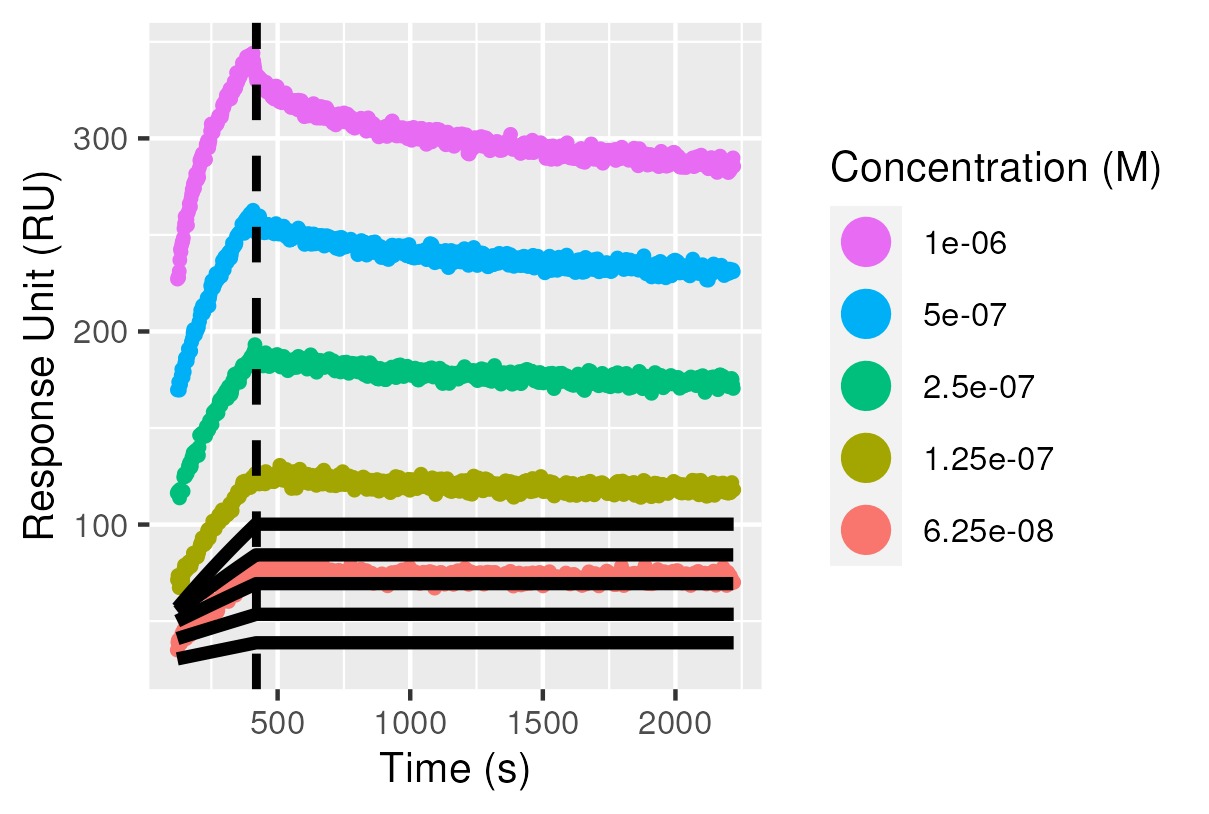 Response Unit (RU)
300
200
100
500
1000
1500
2000
Time (s)
Concentration (M)
1e-06
5e-07
2.5e-07
1.25e-07
6.25e-08